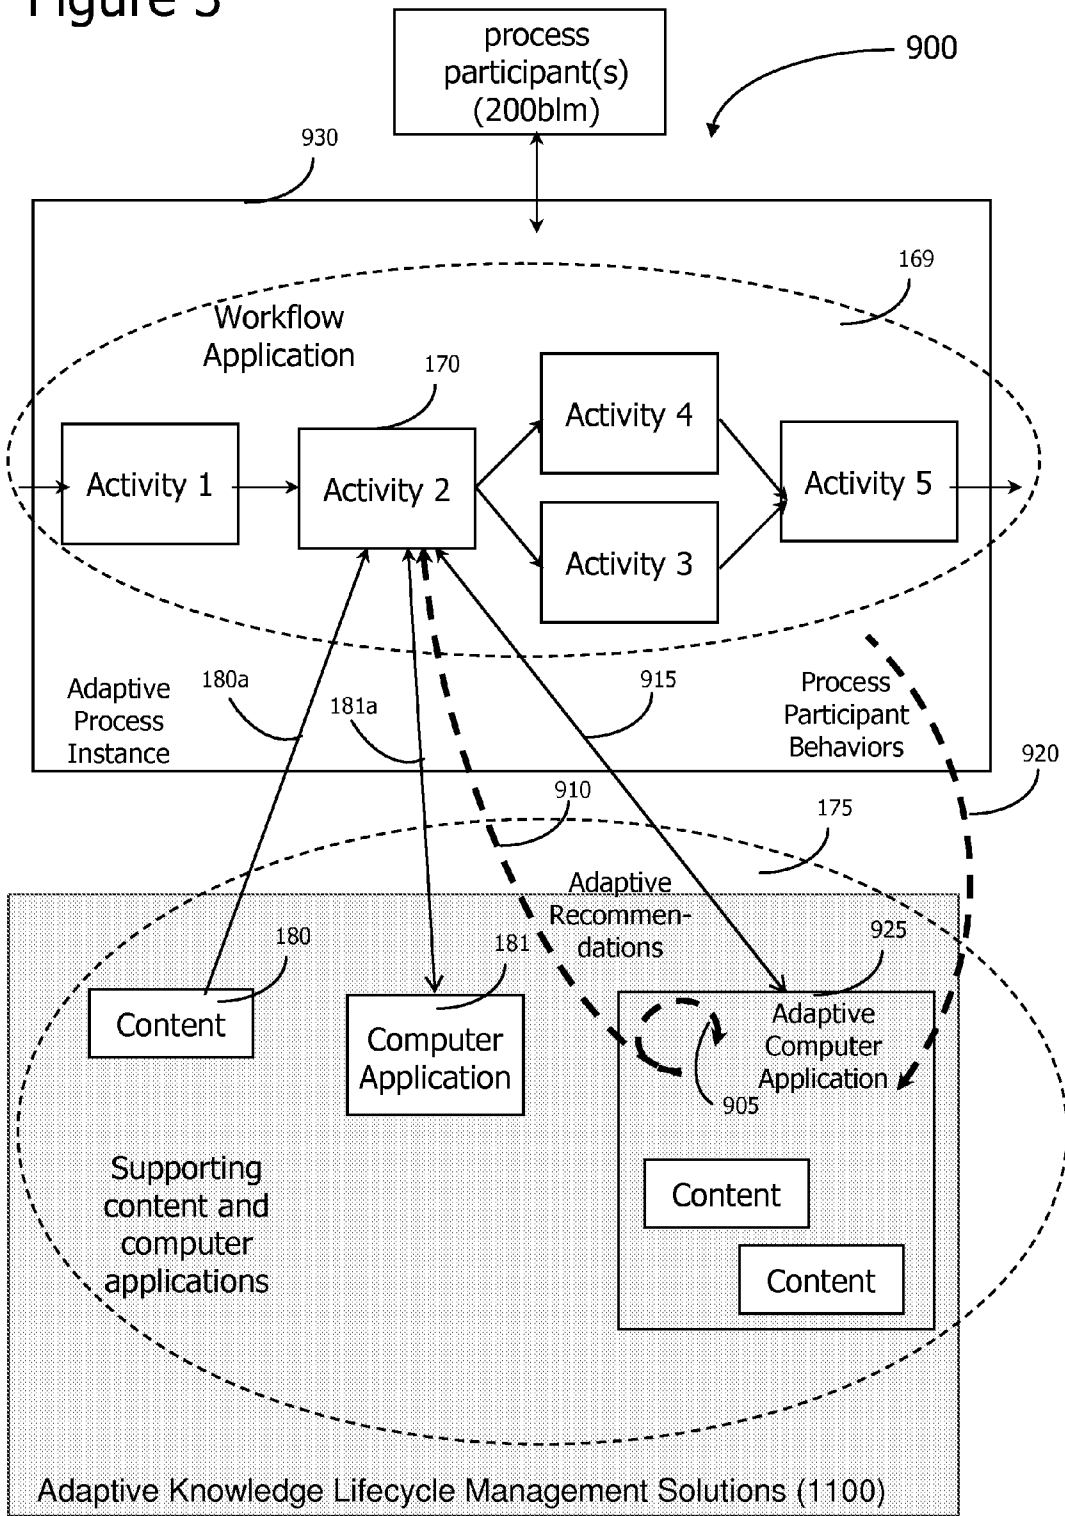 process
participant(s)
(200blm)
900
930
169
Workflow
Application
170
Activity 4
Activity 1
Activity 2
Activity 5
Activity 3
180a
181a
915
Adaptive
Process
Instance
Process
Participant
Behaviors
920
910
175
Adaptive
Recommen-
dations
180
181
925
Content
Computer
Application
Adaptive
Computer
Application
905
Supporting
content and
computer
applications
Content
Content
Adaptive Knowledge Lifecycle Management Solutions (1100)